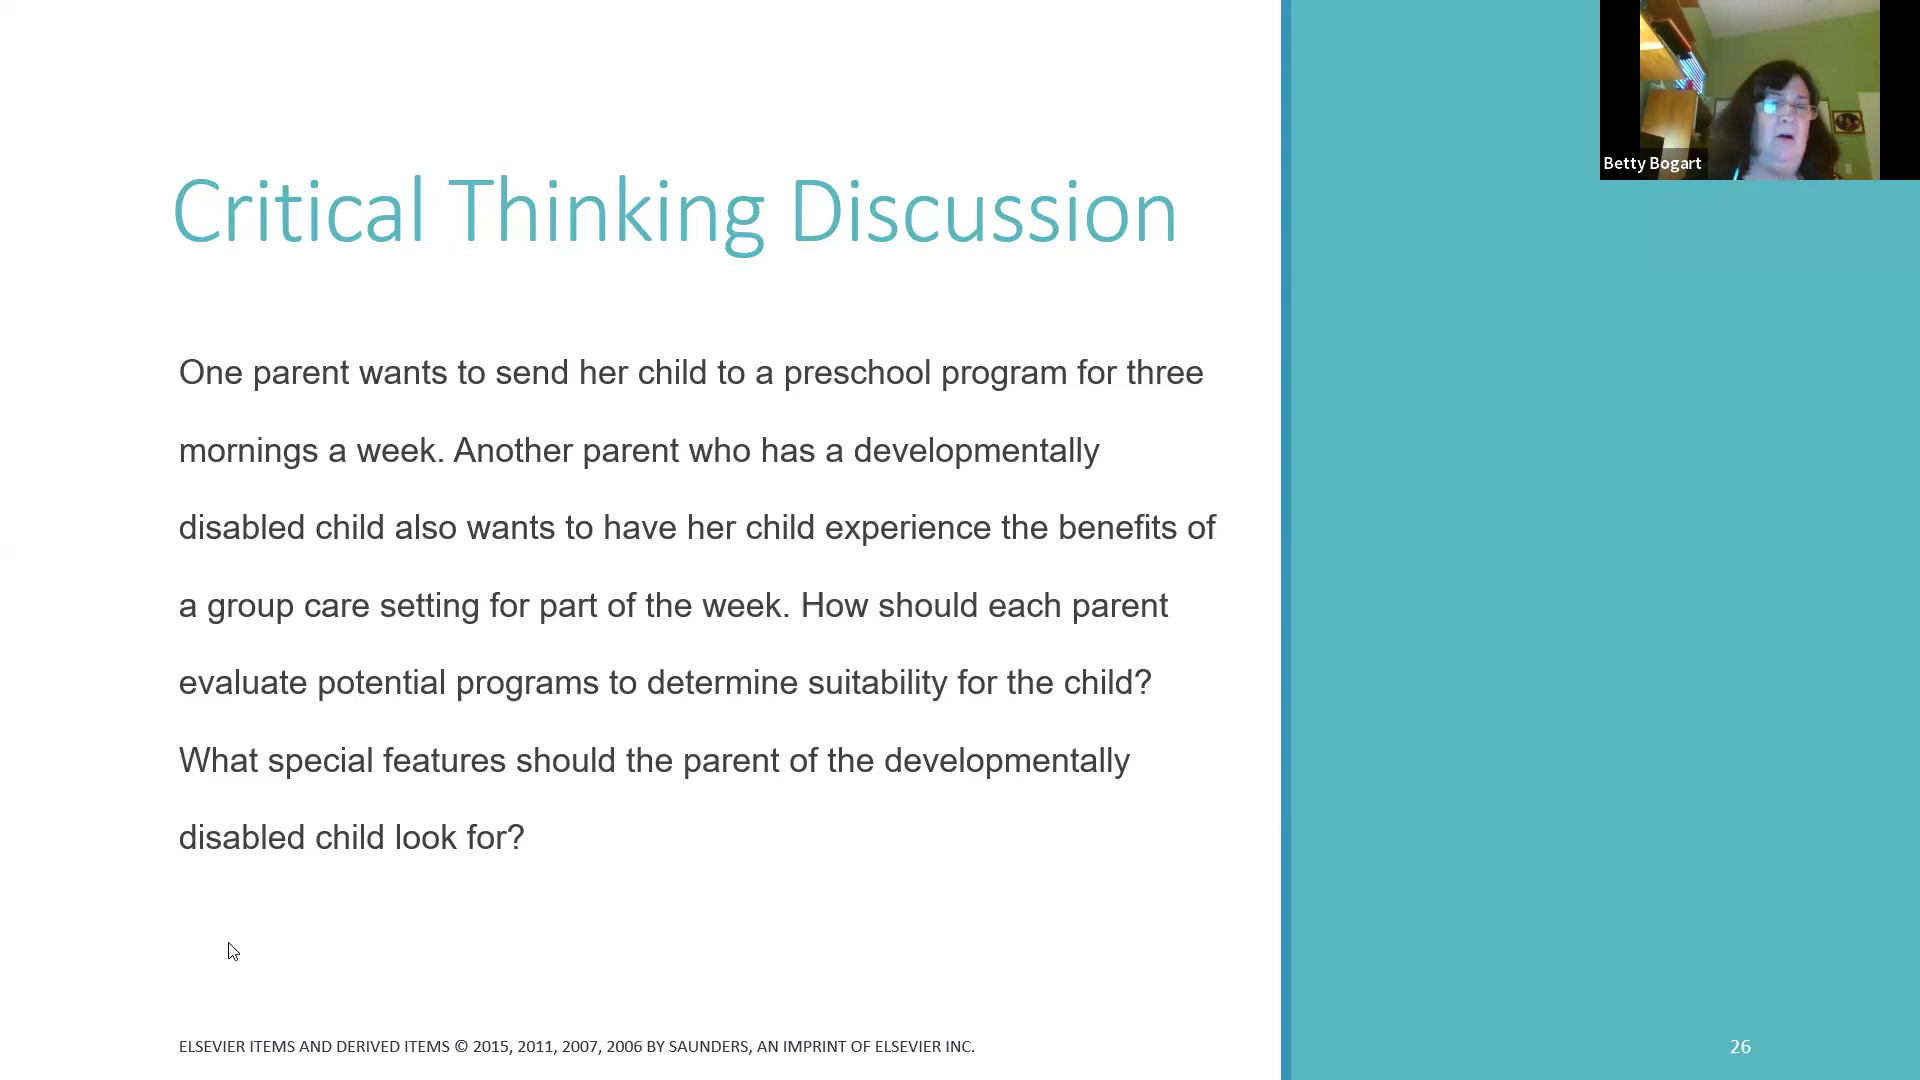 Betty Bogart
Critical Thinking Discussion
One parent wants to send her child to a preschool program for three
mornings a week. Another parent who has a developmentally
disabled child also wants to have her child experience the benefits of
a group care setting for part of the week. How should each parent
evaluate potential programs to determine suitability for the child?
What special features should the parent of the developmentally
disabled child look for?
ELSEVIER ITEMS AND DERIVED ITEMS © 2015, 2011, 2007, 2006 BY SAUNDERS, AN IMPRINT OF ELSEVIER INC.
26